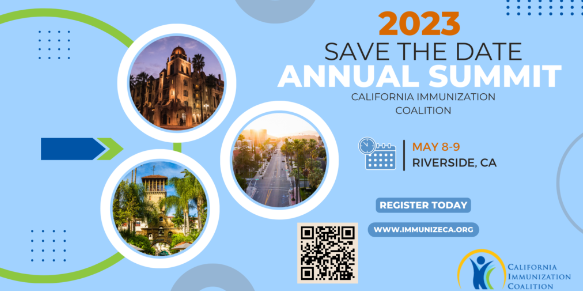 2023
SAVE THE DATE
ANNUAL SUMMIT
CALIFORNIA IMMUNIZATION
COALITION
MAY 8-9
RIVERSIDE, CA
REGISTER TODAY
WWW.IMMUNIZECA.ORG
CALIFORNIA
IMMUNIZATION
COALITION